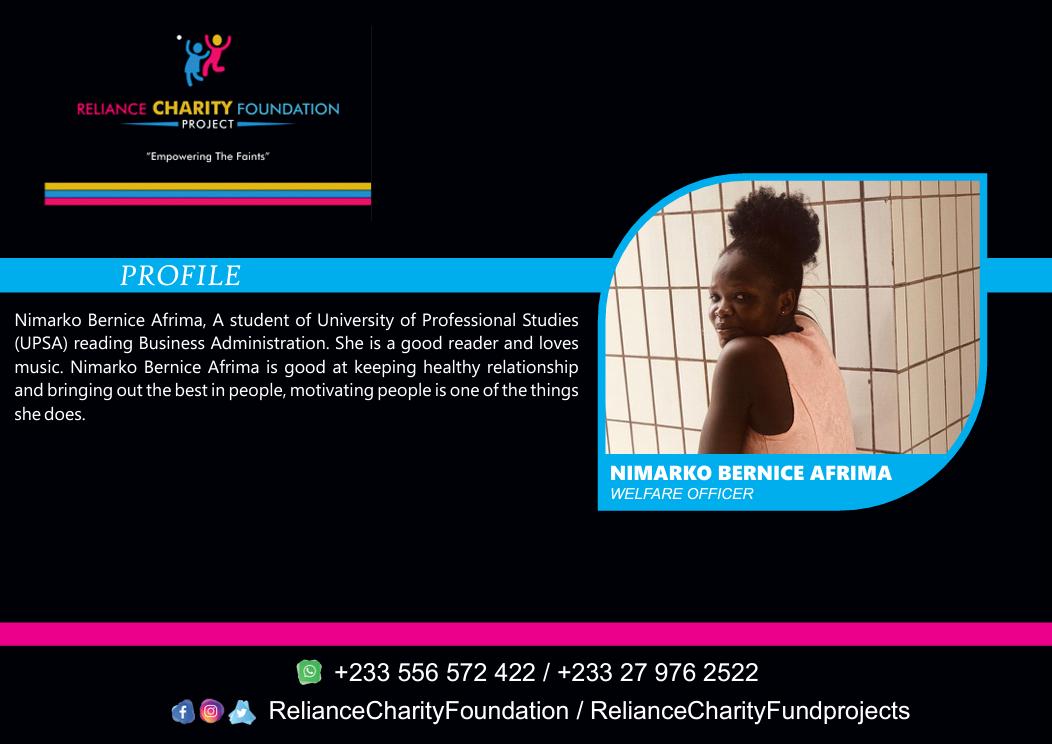 RELIANCE CHARITY FOUNDATION
PROJECT
"Empowering The Faints"
PROFILE
Nimarko Bernice Afrima, A student of University of Professional Studies
(UPSA) reading Business Administration. She is a good reader and loves
music. Nimarko Bernice Afrima is good at keeping healthy relationship
and bringing out the best in people, motivating people is one of the things
she does.
NIMARKO BERNICE AFRIMA
WELFARE OFFICER
+233 556 572 422 / +233 27 976 2522
RelianceCharityFoundation / RelianceCharityFundprojects